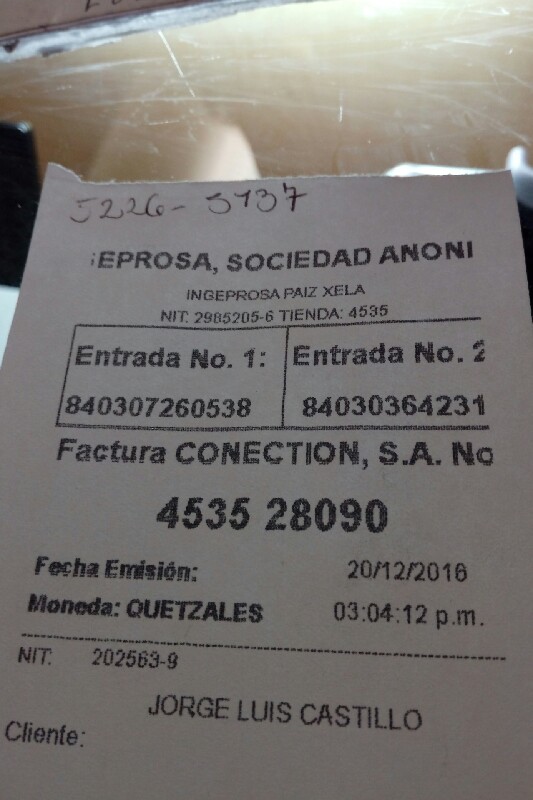 5226-5737
EPROSA, SOCIEDAD ANONI
INGEPROSA PAIZ XELA
NIT: 2985205-6 TIENDA: 4535
Entrada No. 1: Entrada No. 2
840307260538 84030364231
Factura CONECTION, S.A. No
4535 28090
Fecha Emisión: 20/12/2016
Moneda: QUETZALES 03:04:12 p.m.
NIT: 202563-9
JORGE LUIS CASTILLO
Cliente: